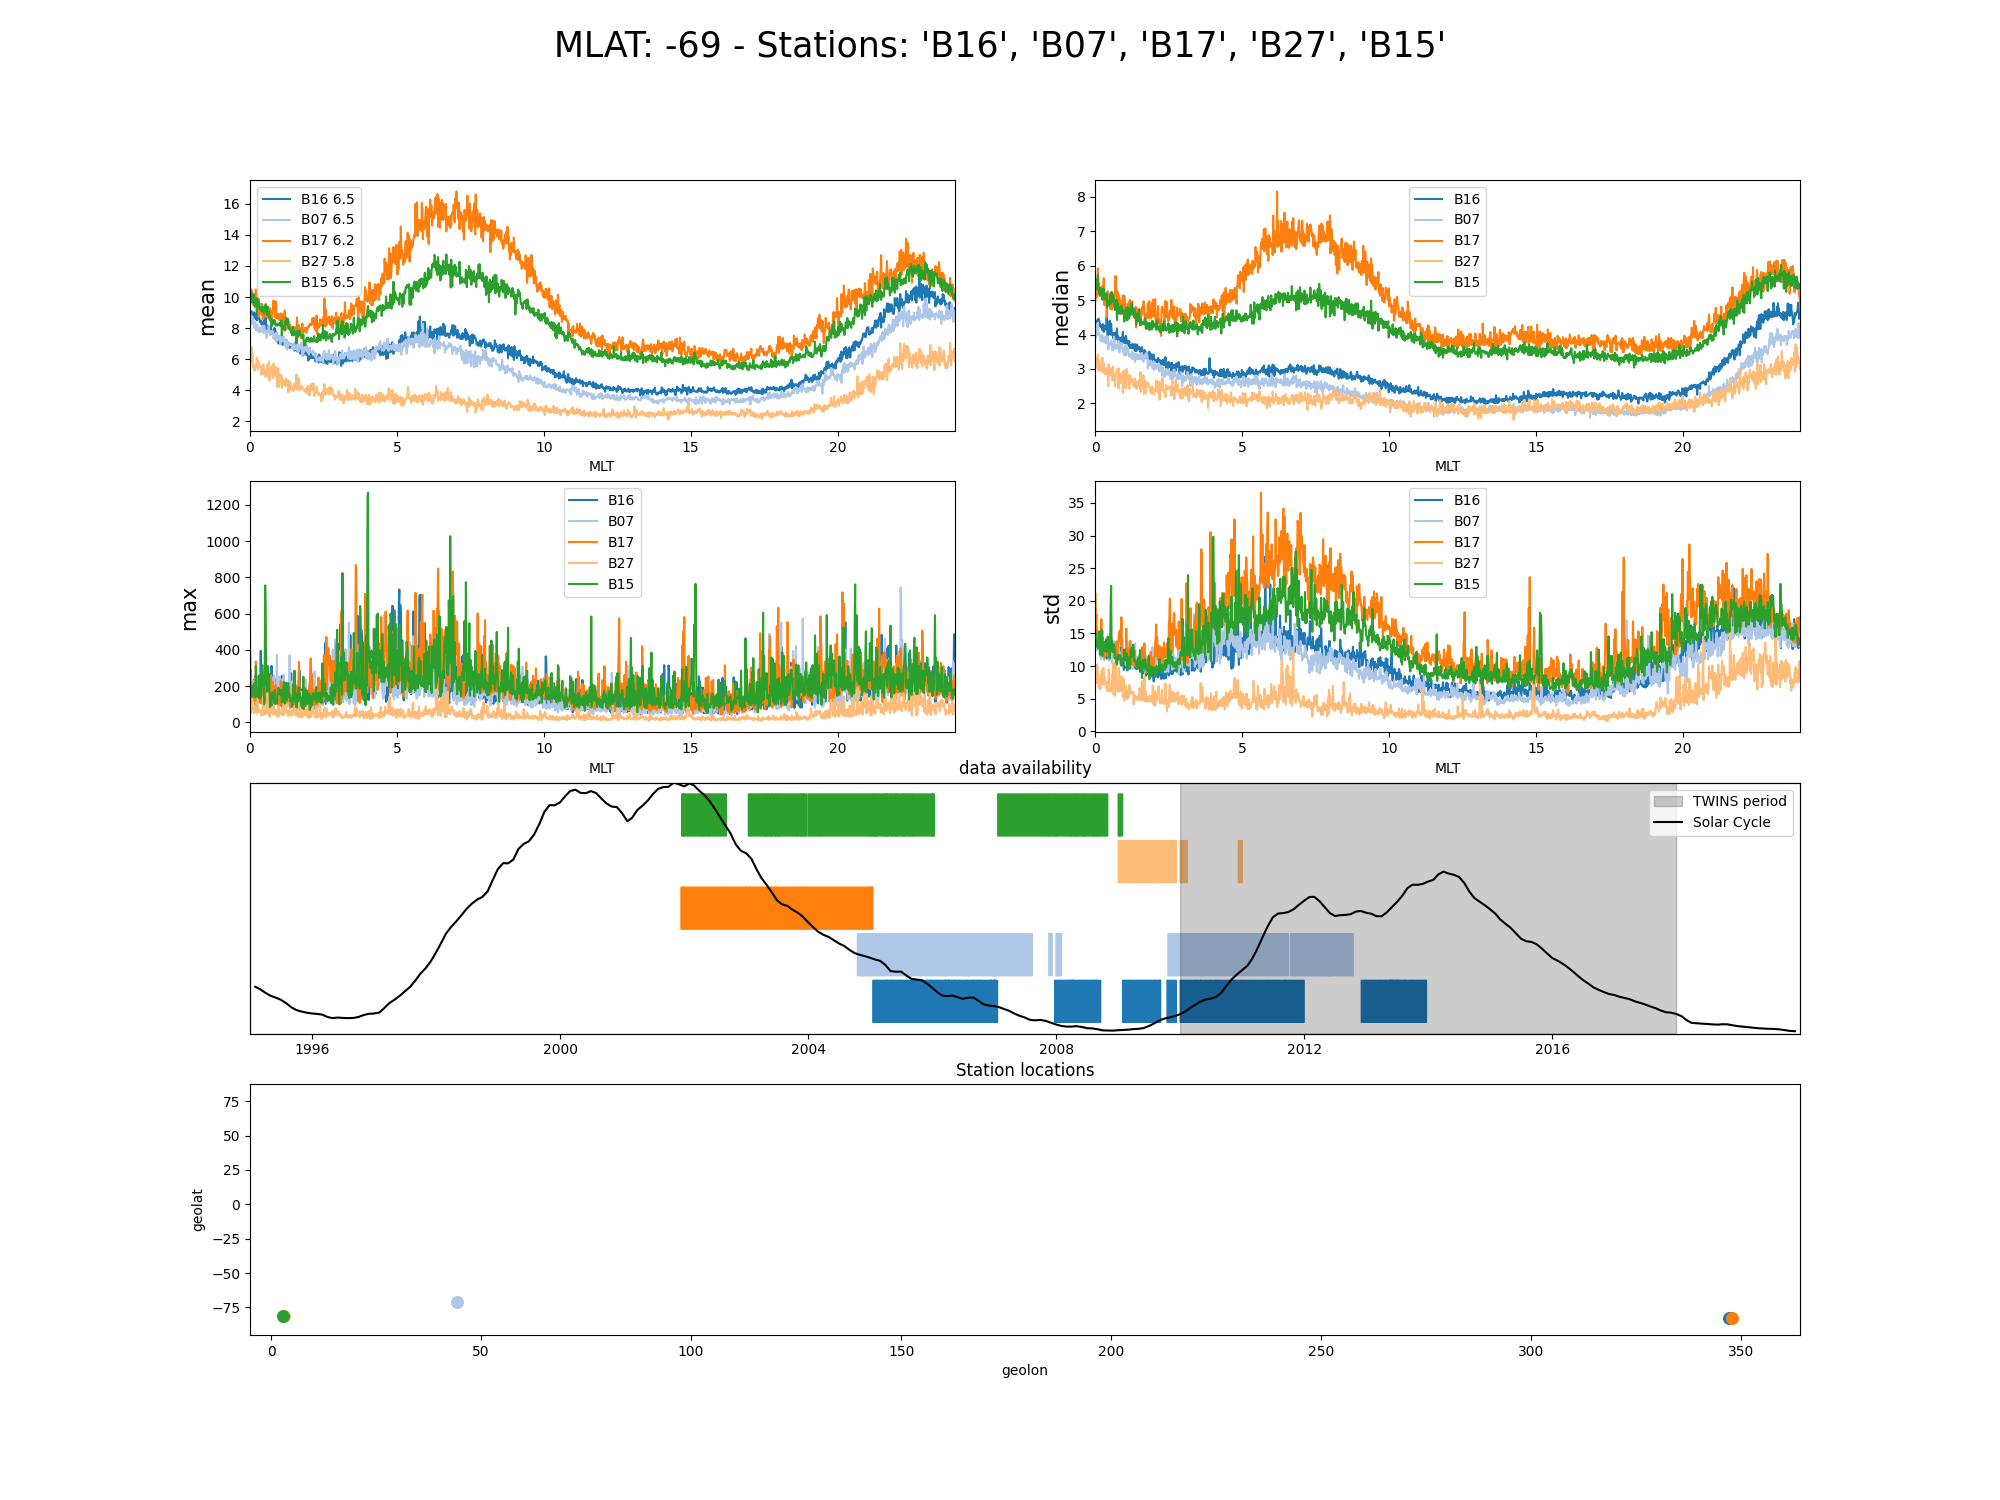 MLAT: -69 - Stations: 'B16', 'B07', 'B17', 'B27', 'B15'
mean
16
14
12
10
8
6
4
2
B16 6.5
B07 6.5
B17 6.2
B27 5.8
B15 6.5
0 5 10 15 20
MLT
median
8
7
6
5
4
3
2
B16
B07
B17
B27
B15
0 5 10 15 20
MLT
max
1200
1000
800
600
400
200
0
B16
B07
B17
B27
B15
0 5 10 15 20
MLT
std
35
30
25
20
15
10
5
0
B16
B07
B17
B27
B15
0 5 10 15 20
MLT
data availability
TWINS period
Solar Cycle
1996 2000 2004 2008 2012 2016
Station locations
geolat
75
50
25
0
−25
−50
−75
0 50 100 150 200 250 300 350
geolon